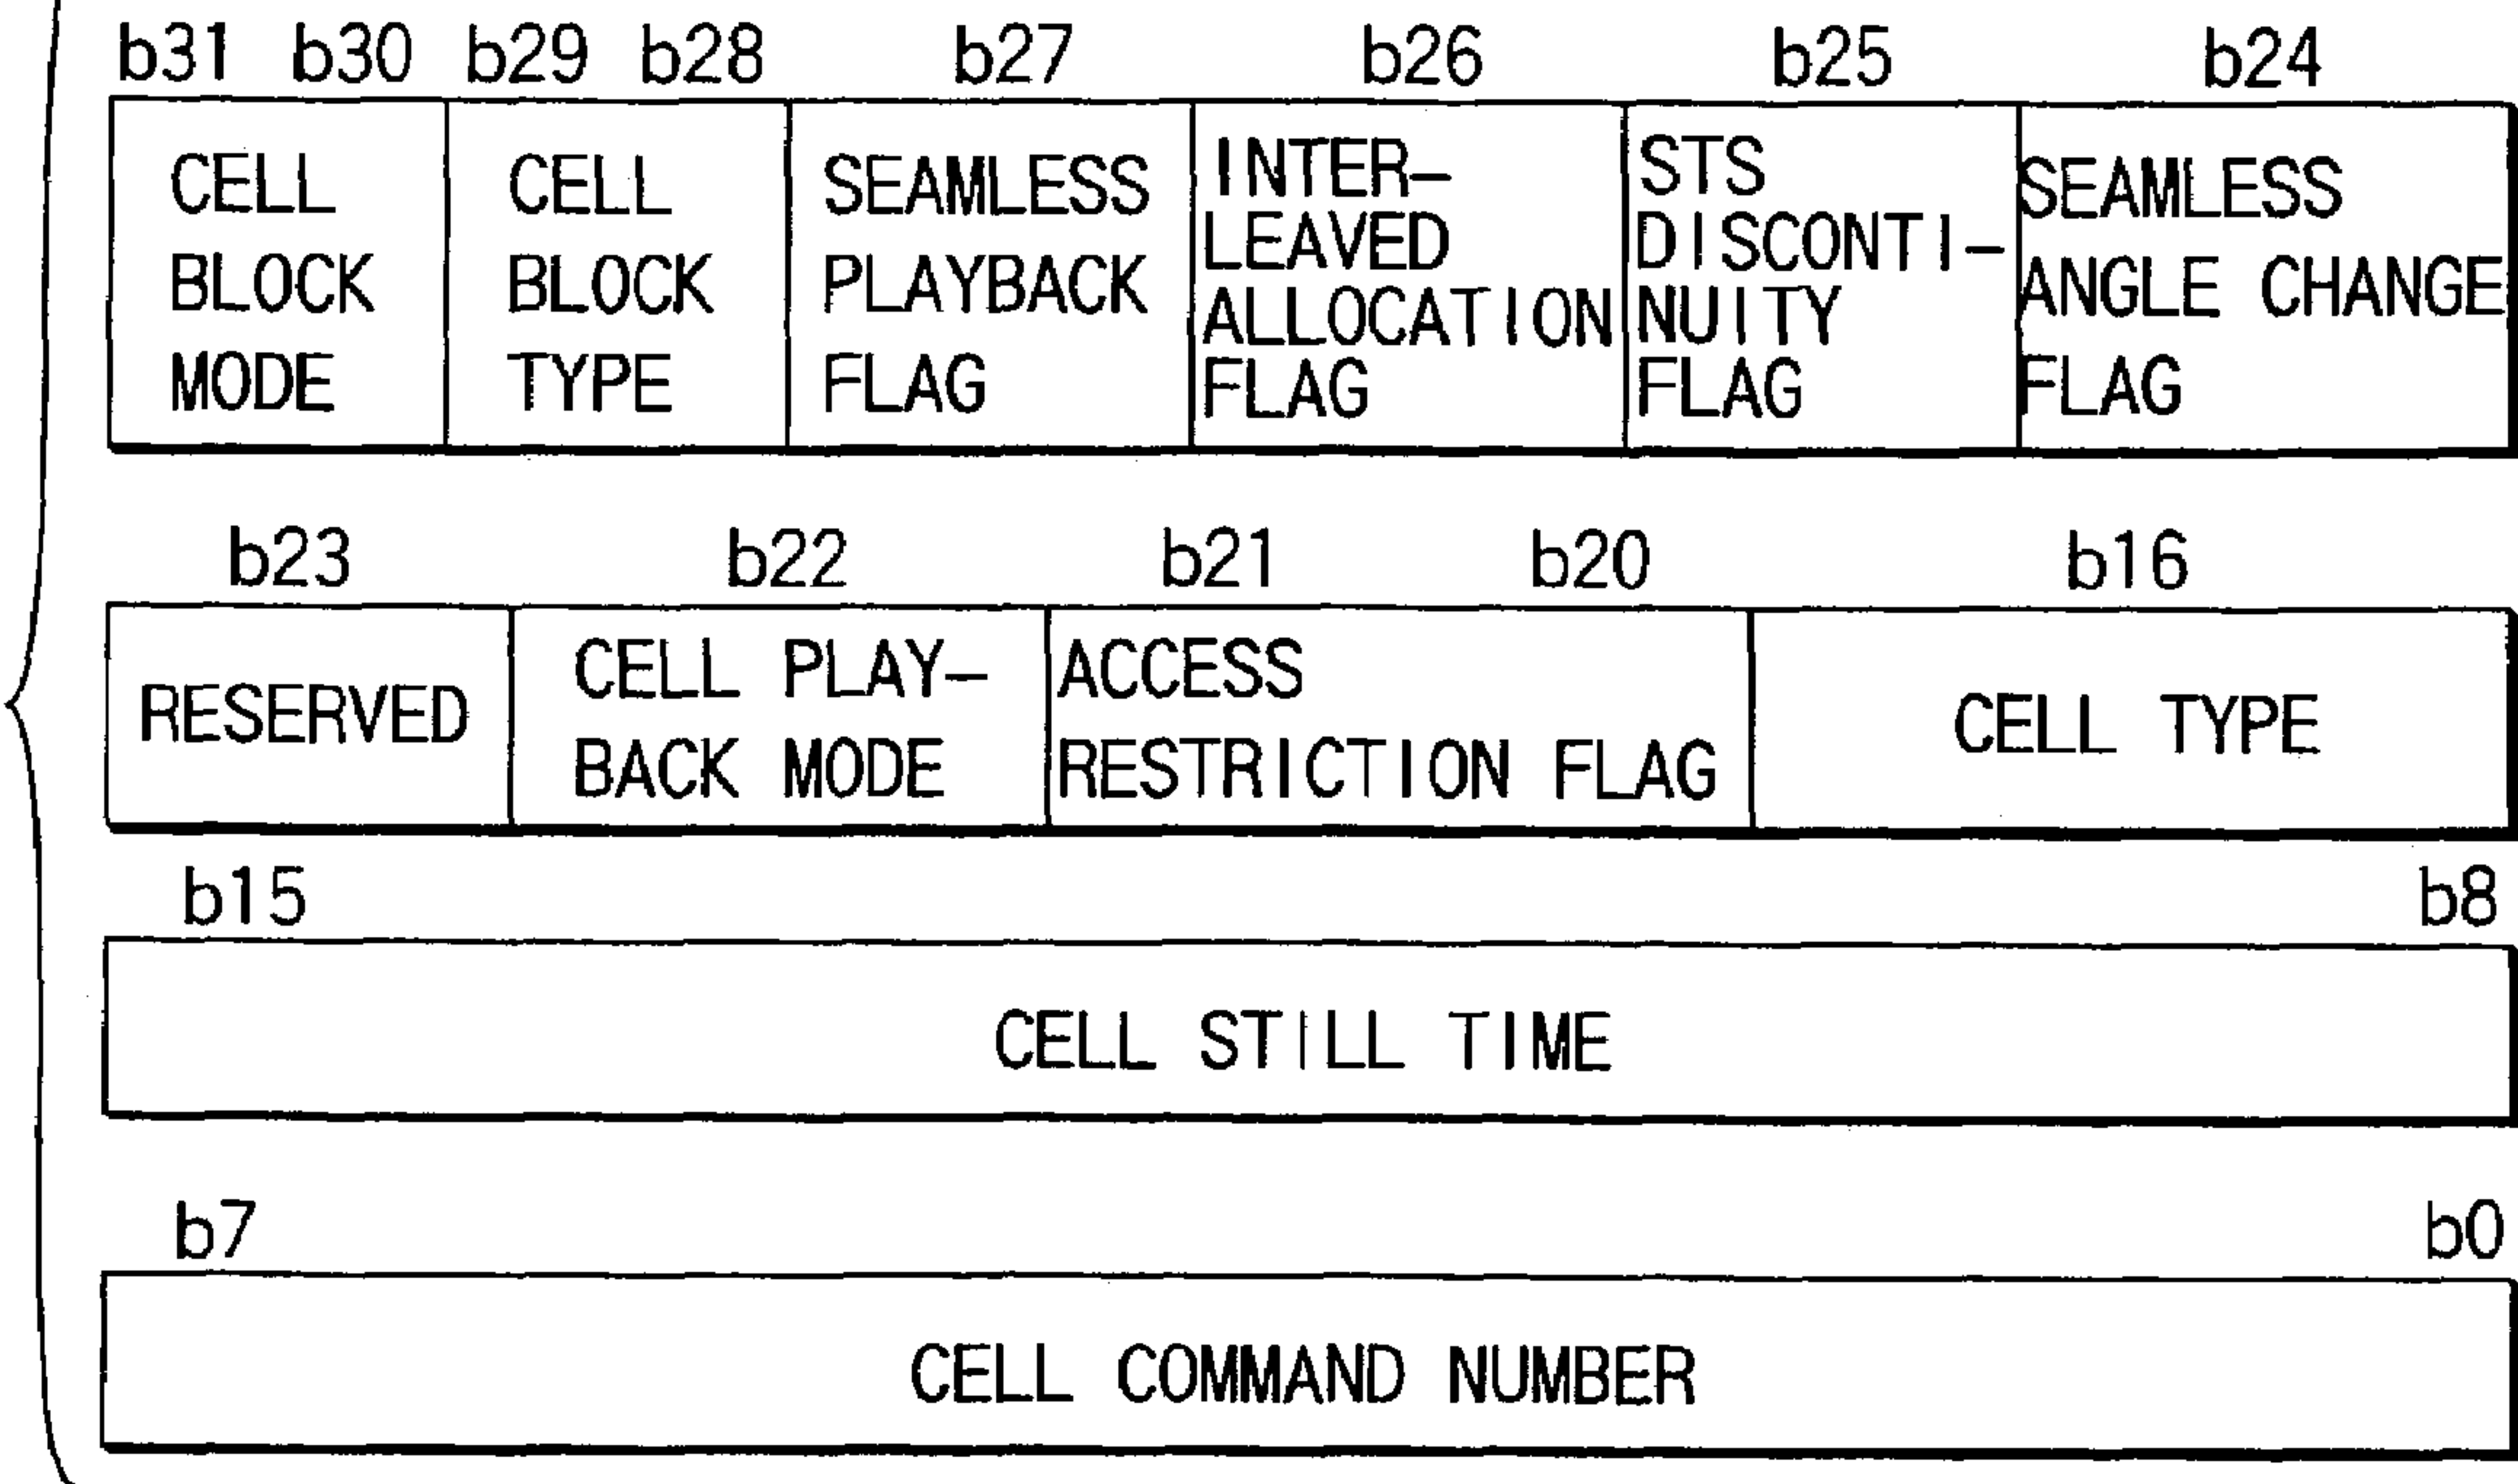 b31 b30 b29 b28 b27 b26 b25 b24
CELL
BLOCK
MODE
CELL
BLOCK
TYPE
SEAMLESS
PLAYBACK
FLAG
INTER-
LEAVED
ALLOCATION
FLAG
STS
DISCONTI-
NUITY
FLAG
SEAMLESS
ANGLE CHANGE
FLAG
b23 b22 b21 b20 b16
RESERVED
CELL PLAY-
BACK MODE
ACCESS
RESTRICTION FLAG
CELL TYPE
b15 b8
CELL STILL TIME
b7 b0
CELL COMMAND NUMBER